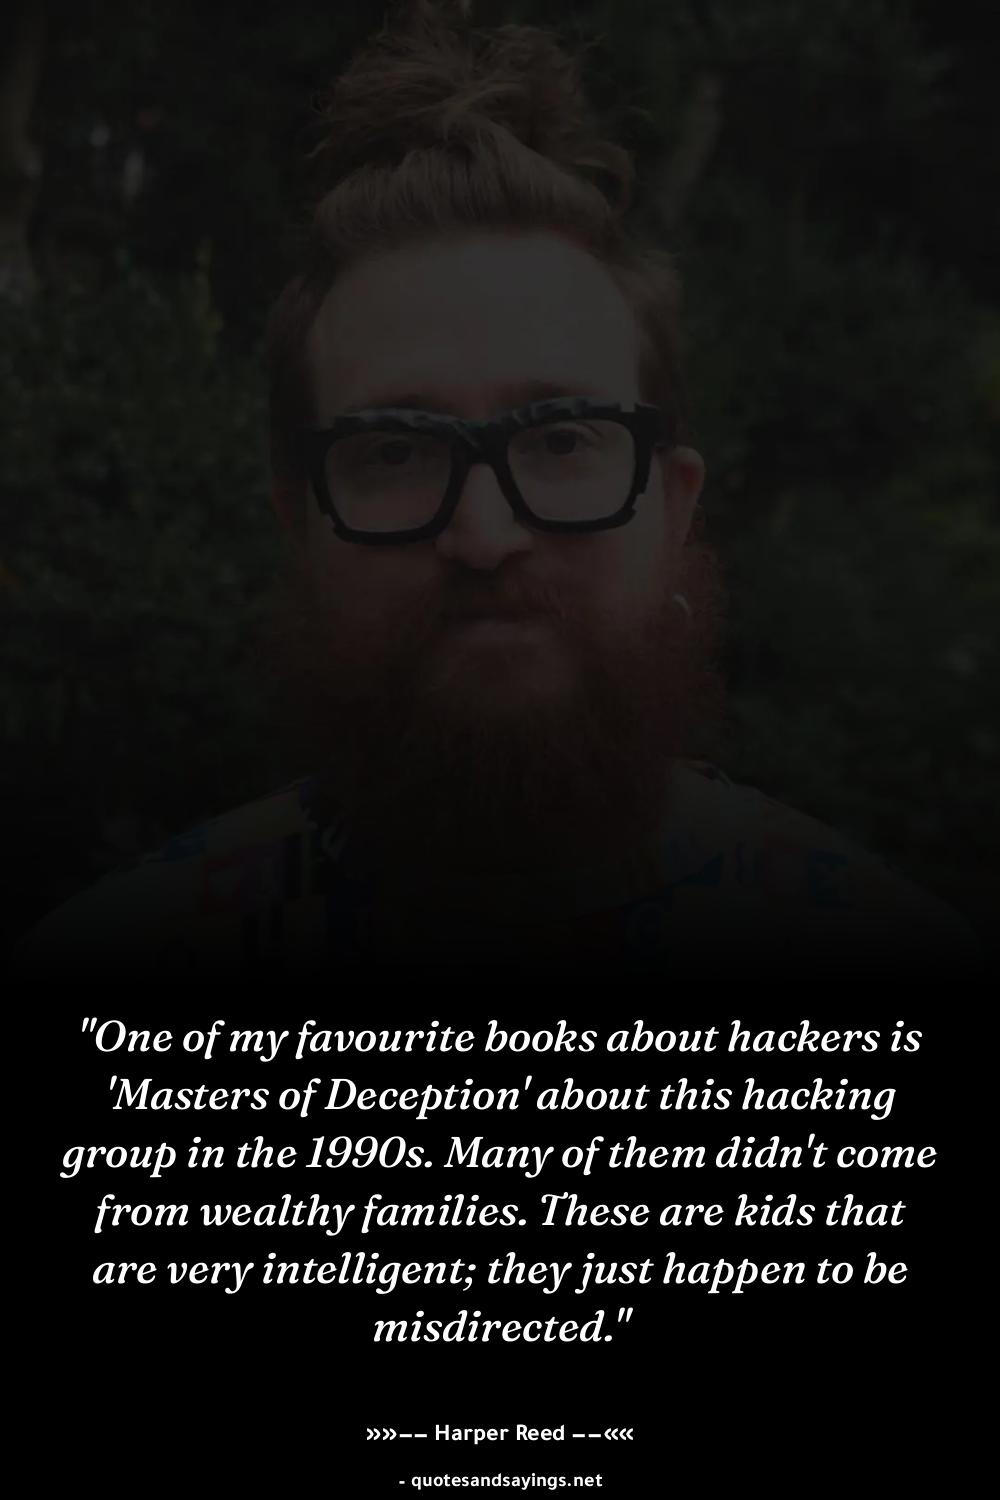 "One of my favourite books about hackers is
'Masters of Deception' about this hacking
group in the 1990s. Many of them didn't come
from wealthy families. These are kids that
are very intelligent; they just happen to be
misdirected."
»»-- Harper Reed --««
- quotesandsayings.net